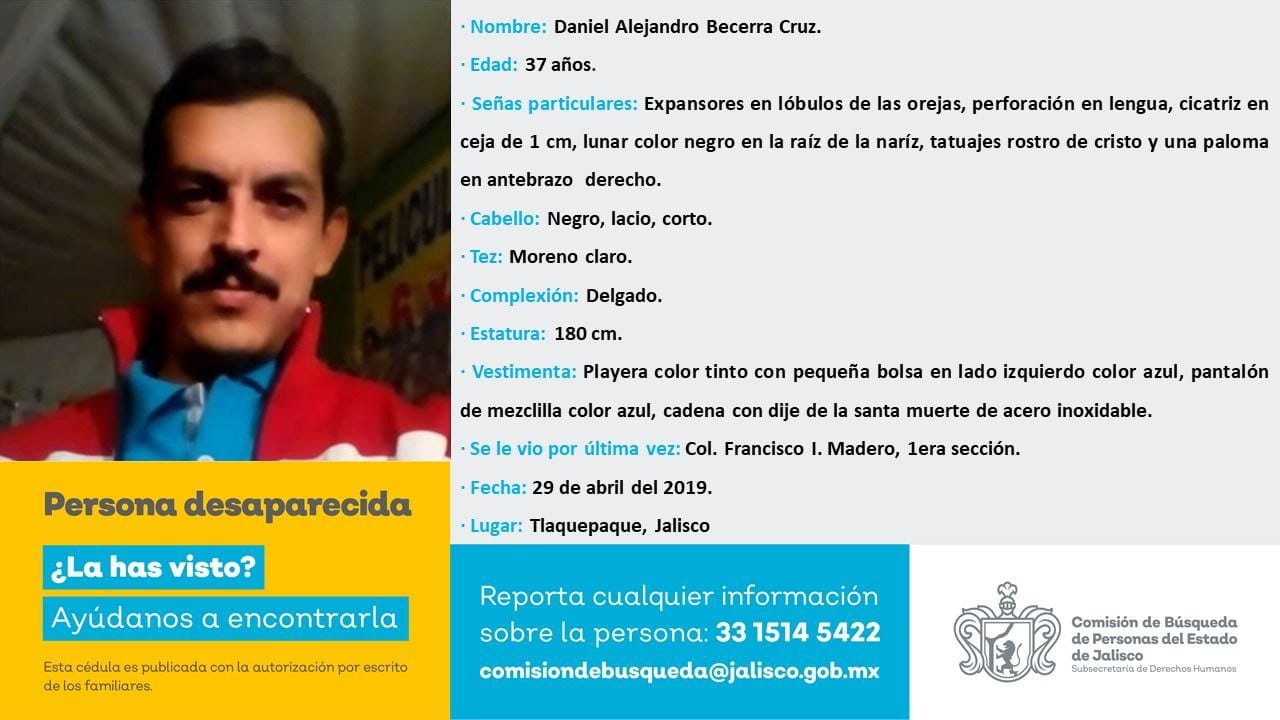 PELICUL
· Nombre: Daniel Alejandro Becerra Cruz.
· Edad: 37 años.
· Señas particulares: Expansores en lóbulos de las orejas, perforación en lengua, cicatriz en
ceja de 1 cm, lunar color negro en la raíz de la naríz, tatuajes rostro de cristo y una paloma
en antebrazo derecho.
· Cabello: Negro, lacio, corto.
· Tez: Moreno claro.
· Complexión: Delgado.
· Estatura: 180 cm.
· Vestimenta: Playera color tinto con pequeña bolsa en lado izquierdo color azul, pantalón
de mezclilla color azul, cadena con dije de la santa muerte de acero inoxidable.
· Se le vio por última vez: Col. Francisco I. Madero, 1era sección.
· Fecha: 29 de abril del 2019.
· Lugar: Tlaquepaque, Jalisco
Persona desaparecida
¿La has visto?
Ayúdanos a encontrarla
Esta cédula es publicada con la autorización por escrito
de los familiares.
Reporta cualquier información
sobre la persona: 33 1514 5422
comisiondebusqueda@jalisco.gob.mx
Comisión de Búsqueda
de Personas del Estado
de Jalisco
Subsecretaría de Derechos Humanos